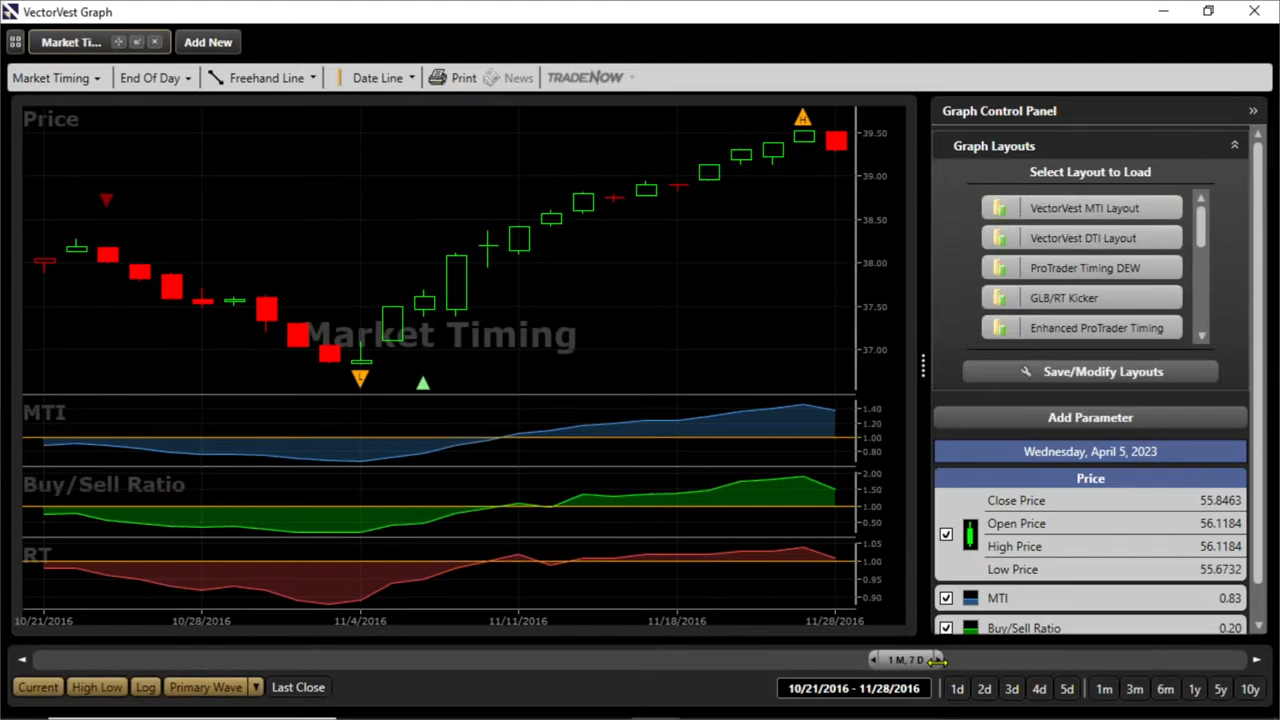 VectorVest Graph
Market Ti... Add New
Market Timing End Of Day Freehand Line Date Line Print News TRADENOW
Price
H
39.50
39.00
38.50
38.00
37.50
37.00
Market Timing
L
MTI
1.40
1.20
1.00
0.80
Buy/Sell Ratio
2.00
1.50
1.00
0.50
RT
1.05
1.00
0.95
0.90
10/21/2016 10/28/2016 11/4/2016 11/11/2016 11/18/2016 11/28/2016
Graph Control Panel
Graph Layouts
Select Layout to Load
VectorVest MTI Layout
VectorVest DTI Layout
ProTrader Timing DEW
GLB/RT Kicker
Enhanced ProTrader Timing
Save/Modify Layouts
Add Parameter
Wednesday, April 5, 2023
Price
Close Price 55.8463
Open Price 56.1184
High Price 56.1184
Low Price 55.6732
MTI 0.83
Buy/Sell Ratio 0.20
1 M, 7 D
Current High Low Log Primary Wave Last Close 10/21/2016 - 11/28/2016 1d 2d 3d 4d 5d 1m 3m 6m 1y 5y 10y